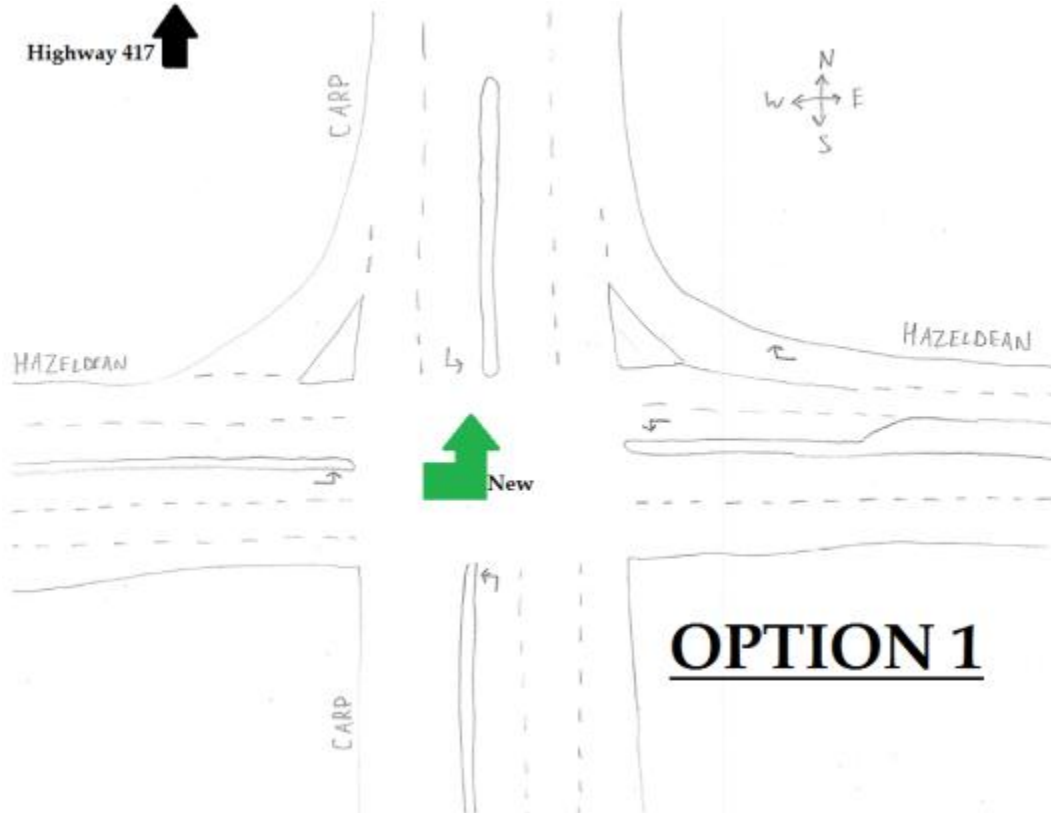 Highway 417
CARP
N
W E
S
HAZELDEAN
HAZELDEAN
New
OPTION 1
CARP